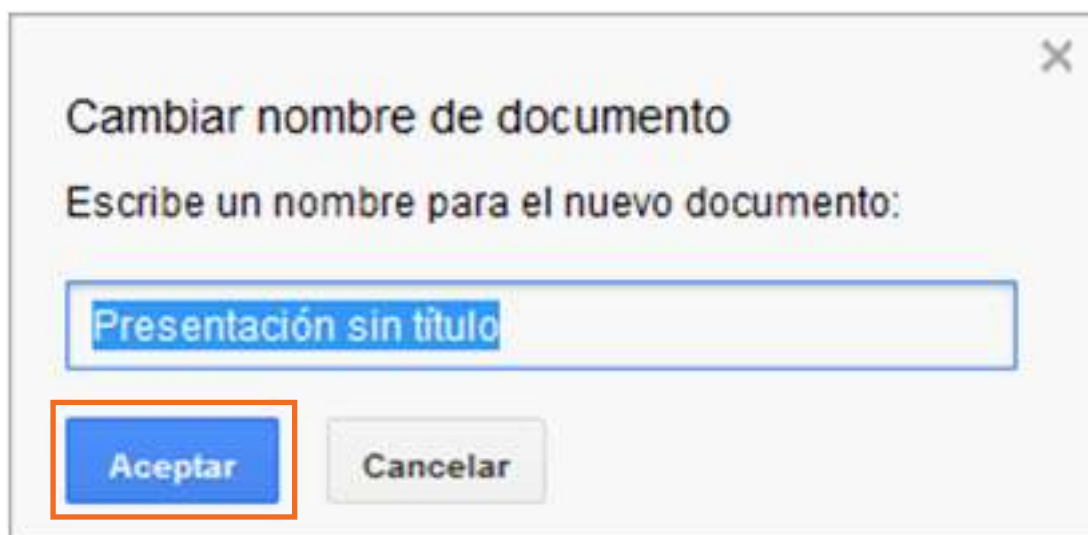 Cambiar nombre de documento
Escribe un nombre para el nuevo documento:
Presentación sin título
Aceptar Cancelar